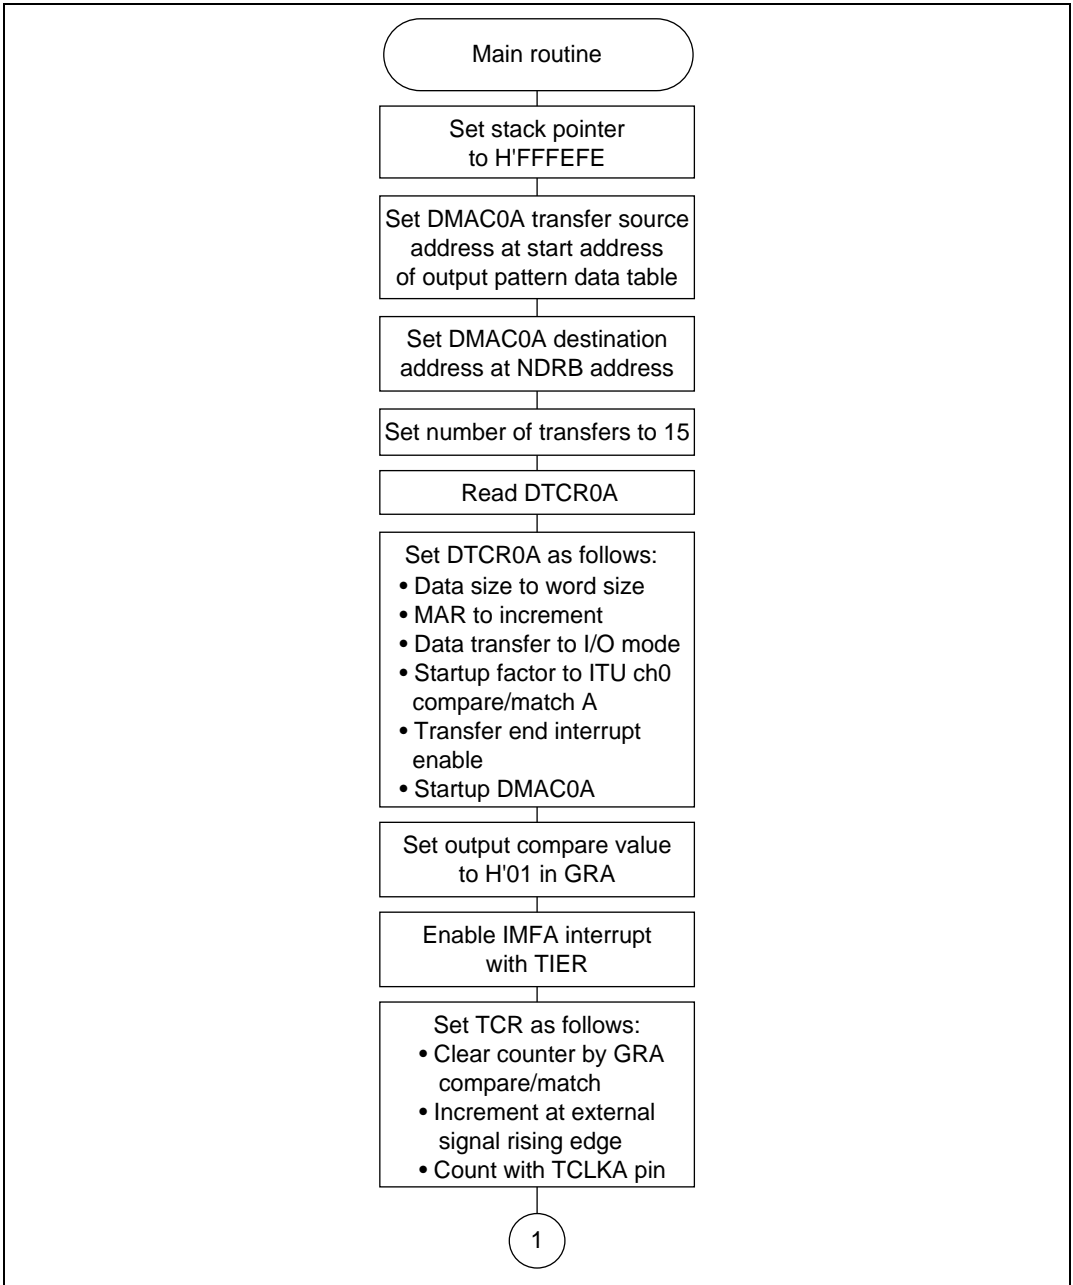 Main routine
Set stack pointer
to H'FFFEFE
Set DMAC0A transfer source
address at start address
of output pattern data table
Set DMAC0A destination
address at NDRB address
Set number of transfers to 15
Read DTCR0A
Set DTCR0A as follows:
• Data size to word size
• MAR to increment
• Data transfer to I/O mode
• Startup factor to ITU ch0
compare/match A
• Transfer end interrupt
enable
• Startup DMAC0A
Set output compare value
to H'01 in GRA
Enable IMFA interrupt
with TIER
Set TCR as follows:
• Clear counter by GRA
compare/match
• Increment at external
signal rising edge
• Count with TCLKA pin
1